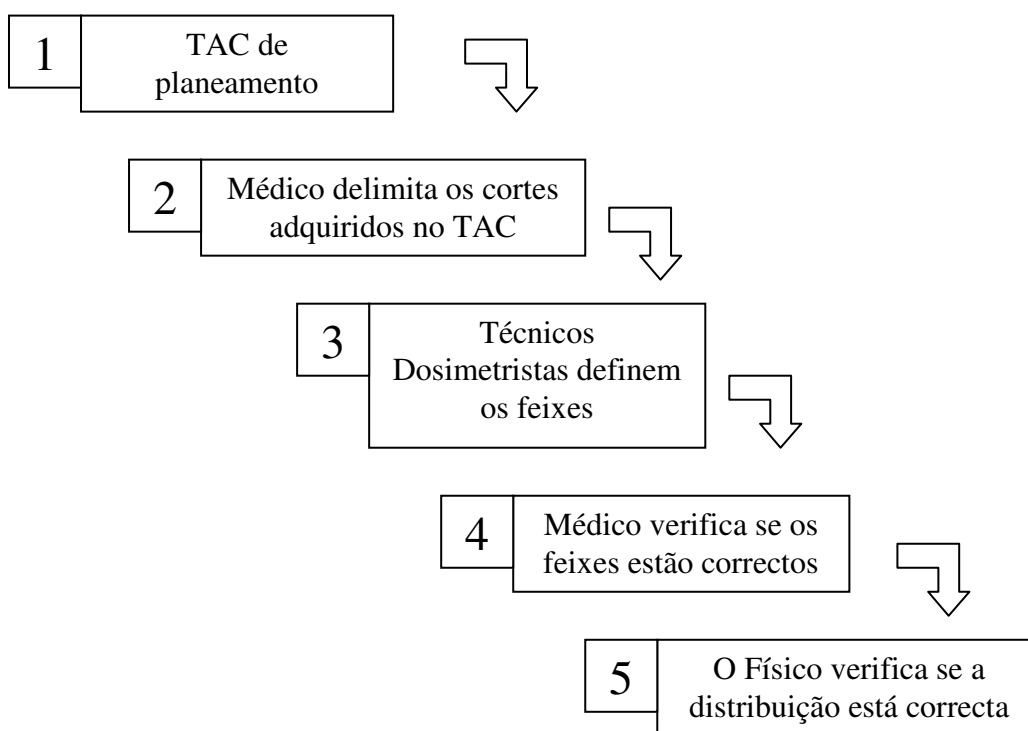 1
TAC de
planeamento
2
Médico delimita os cortes
adquiridos no TAC
3
Técnicos
Dosimetristas definem
os feixes
4
Médico verifica se os
feixes estão correctos
5
O Físico verifica se a
distribuição está correcta